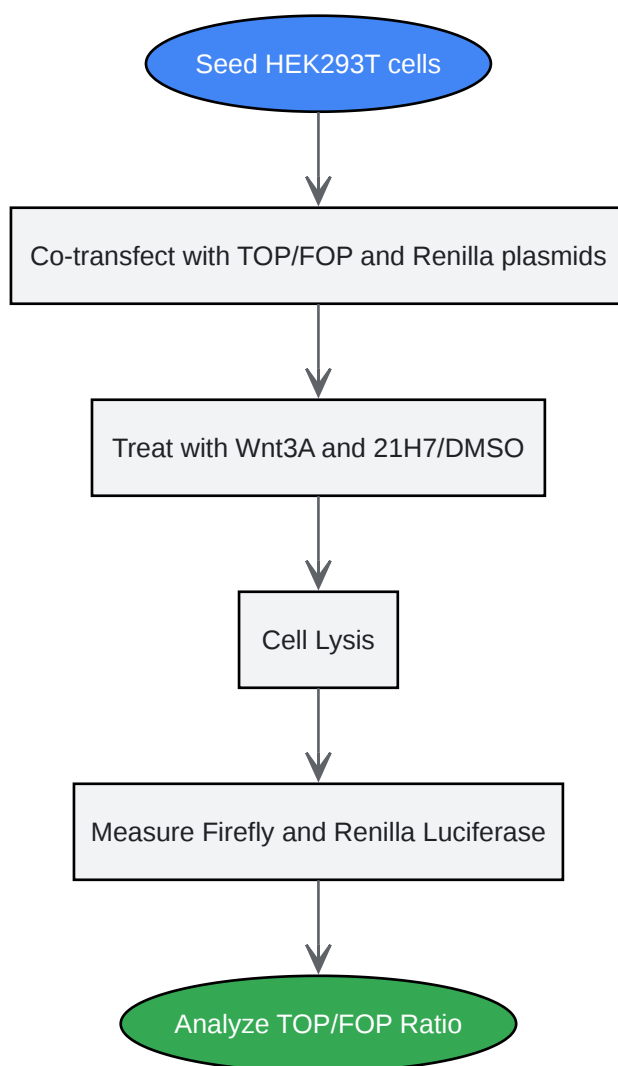 Seed HEK293T cells
Co-transfect with TOP/FOP and Renilla plasmids
Treat with Wnt3A and 21H7/DMSO
Cell Lysis
Measure Firefly and Renilla Luciferase
Analyze TOP/FOP Ratio